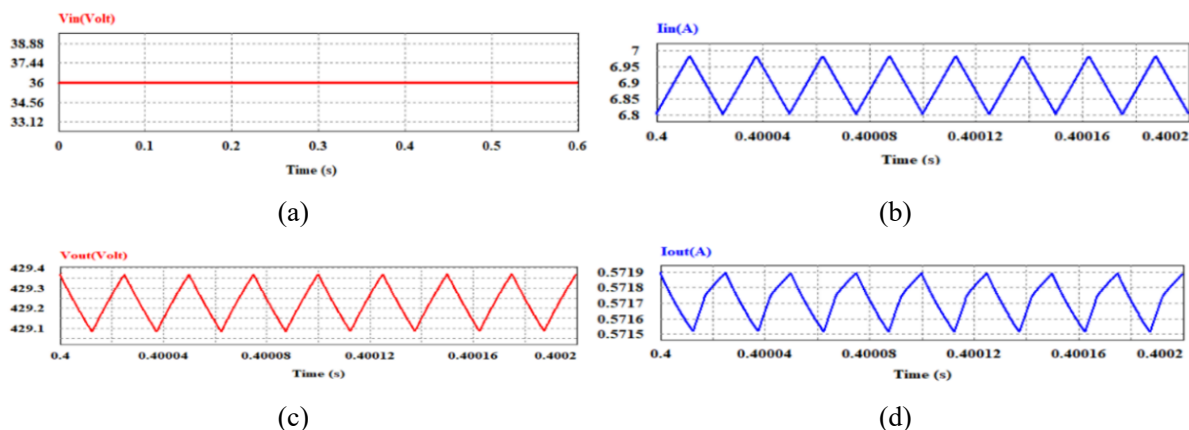 Vin(Volt)
38.88
37.44
36
34.56
33.12
0 0.1 0.2 0.3 0.4 0.5 0.6
Time (s)
(a)
Iin(A)
7
6.95
6.9
6.85
6.8
0.4 0.40004 0.40008 0.40012 0.40016 0.4002
Time (s)
(b)
Vout(Volt)
429.4
429.3
429.2
429.1
0.4 0.40004 0.40008 0.40012 0.40016 0.4002
Time (s)
(c)
Iout(A)
0.5719
0.5718
0.5717
0.5716
0.5715
0.4 0.40004 0.40008 0.40012 0.40016 0.4002
Time (s)
(d)